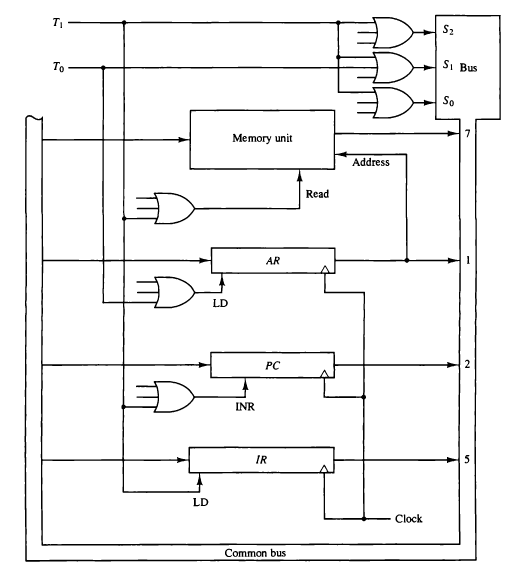 T₁
S₂
T₀
S₁ Bus
S₀
Memory unit
7
Address
Read
AR
1
LD
PC
2
INR
IR
5
LD
Clock
Common bus